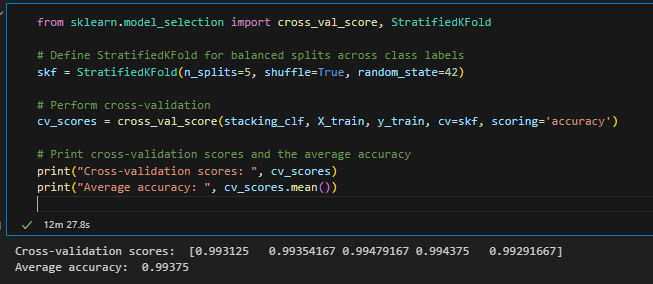 from sklearn.model_selection import cross_val_score, StratifiedKFold
# Define StratifiedKFold for balanced splits across class labels
skf = StratifiedKFold(n_splits=5, shuffle=True, random_state=42)
# Perform cross-validation
cv_scores = cross_val_score(stacking_clf, X_train, y_train, cv=skf, scoring='accuracy')
# Print cross-validation scores and the average accuracy
print("Cross-validation scores: ", cv_scores)
print("Average accuracy: ", cv_scores.mean())
12m 27.8s
Cross-validation scores:  [0.993125   0.99354167 0.99479167 0.994375   0.99291667]
Average accuracy:  0.99375